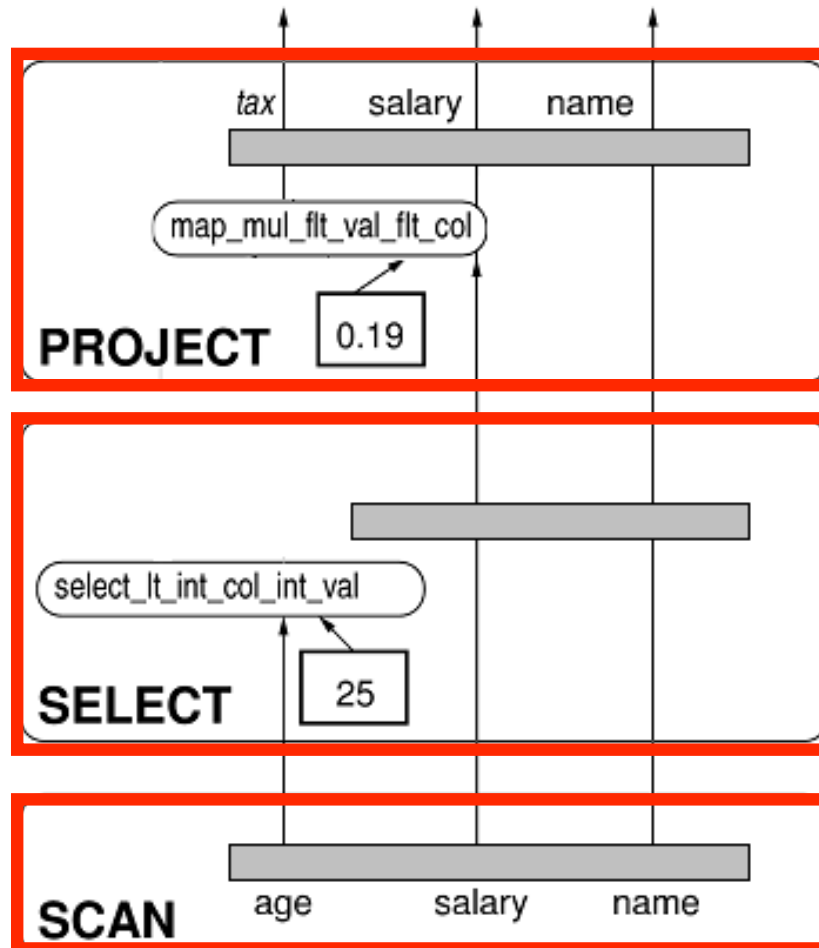 tax salary name
map_mul_flt_val_flt_col
0.19
PROJECT
select_lt_int_col_int_val
25
SELECT
age salary name
SCAN